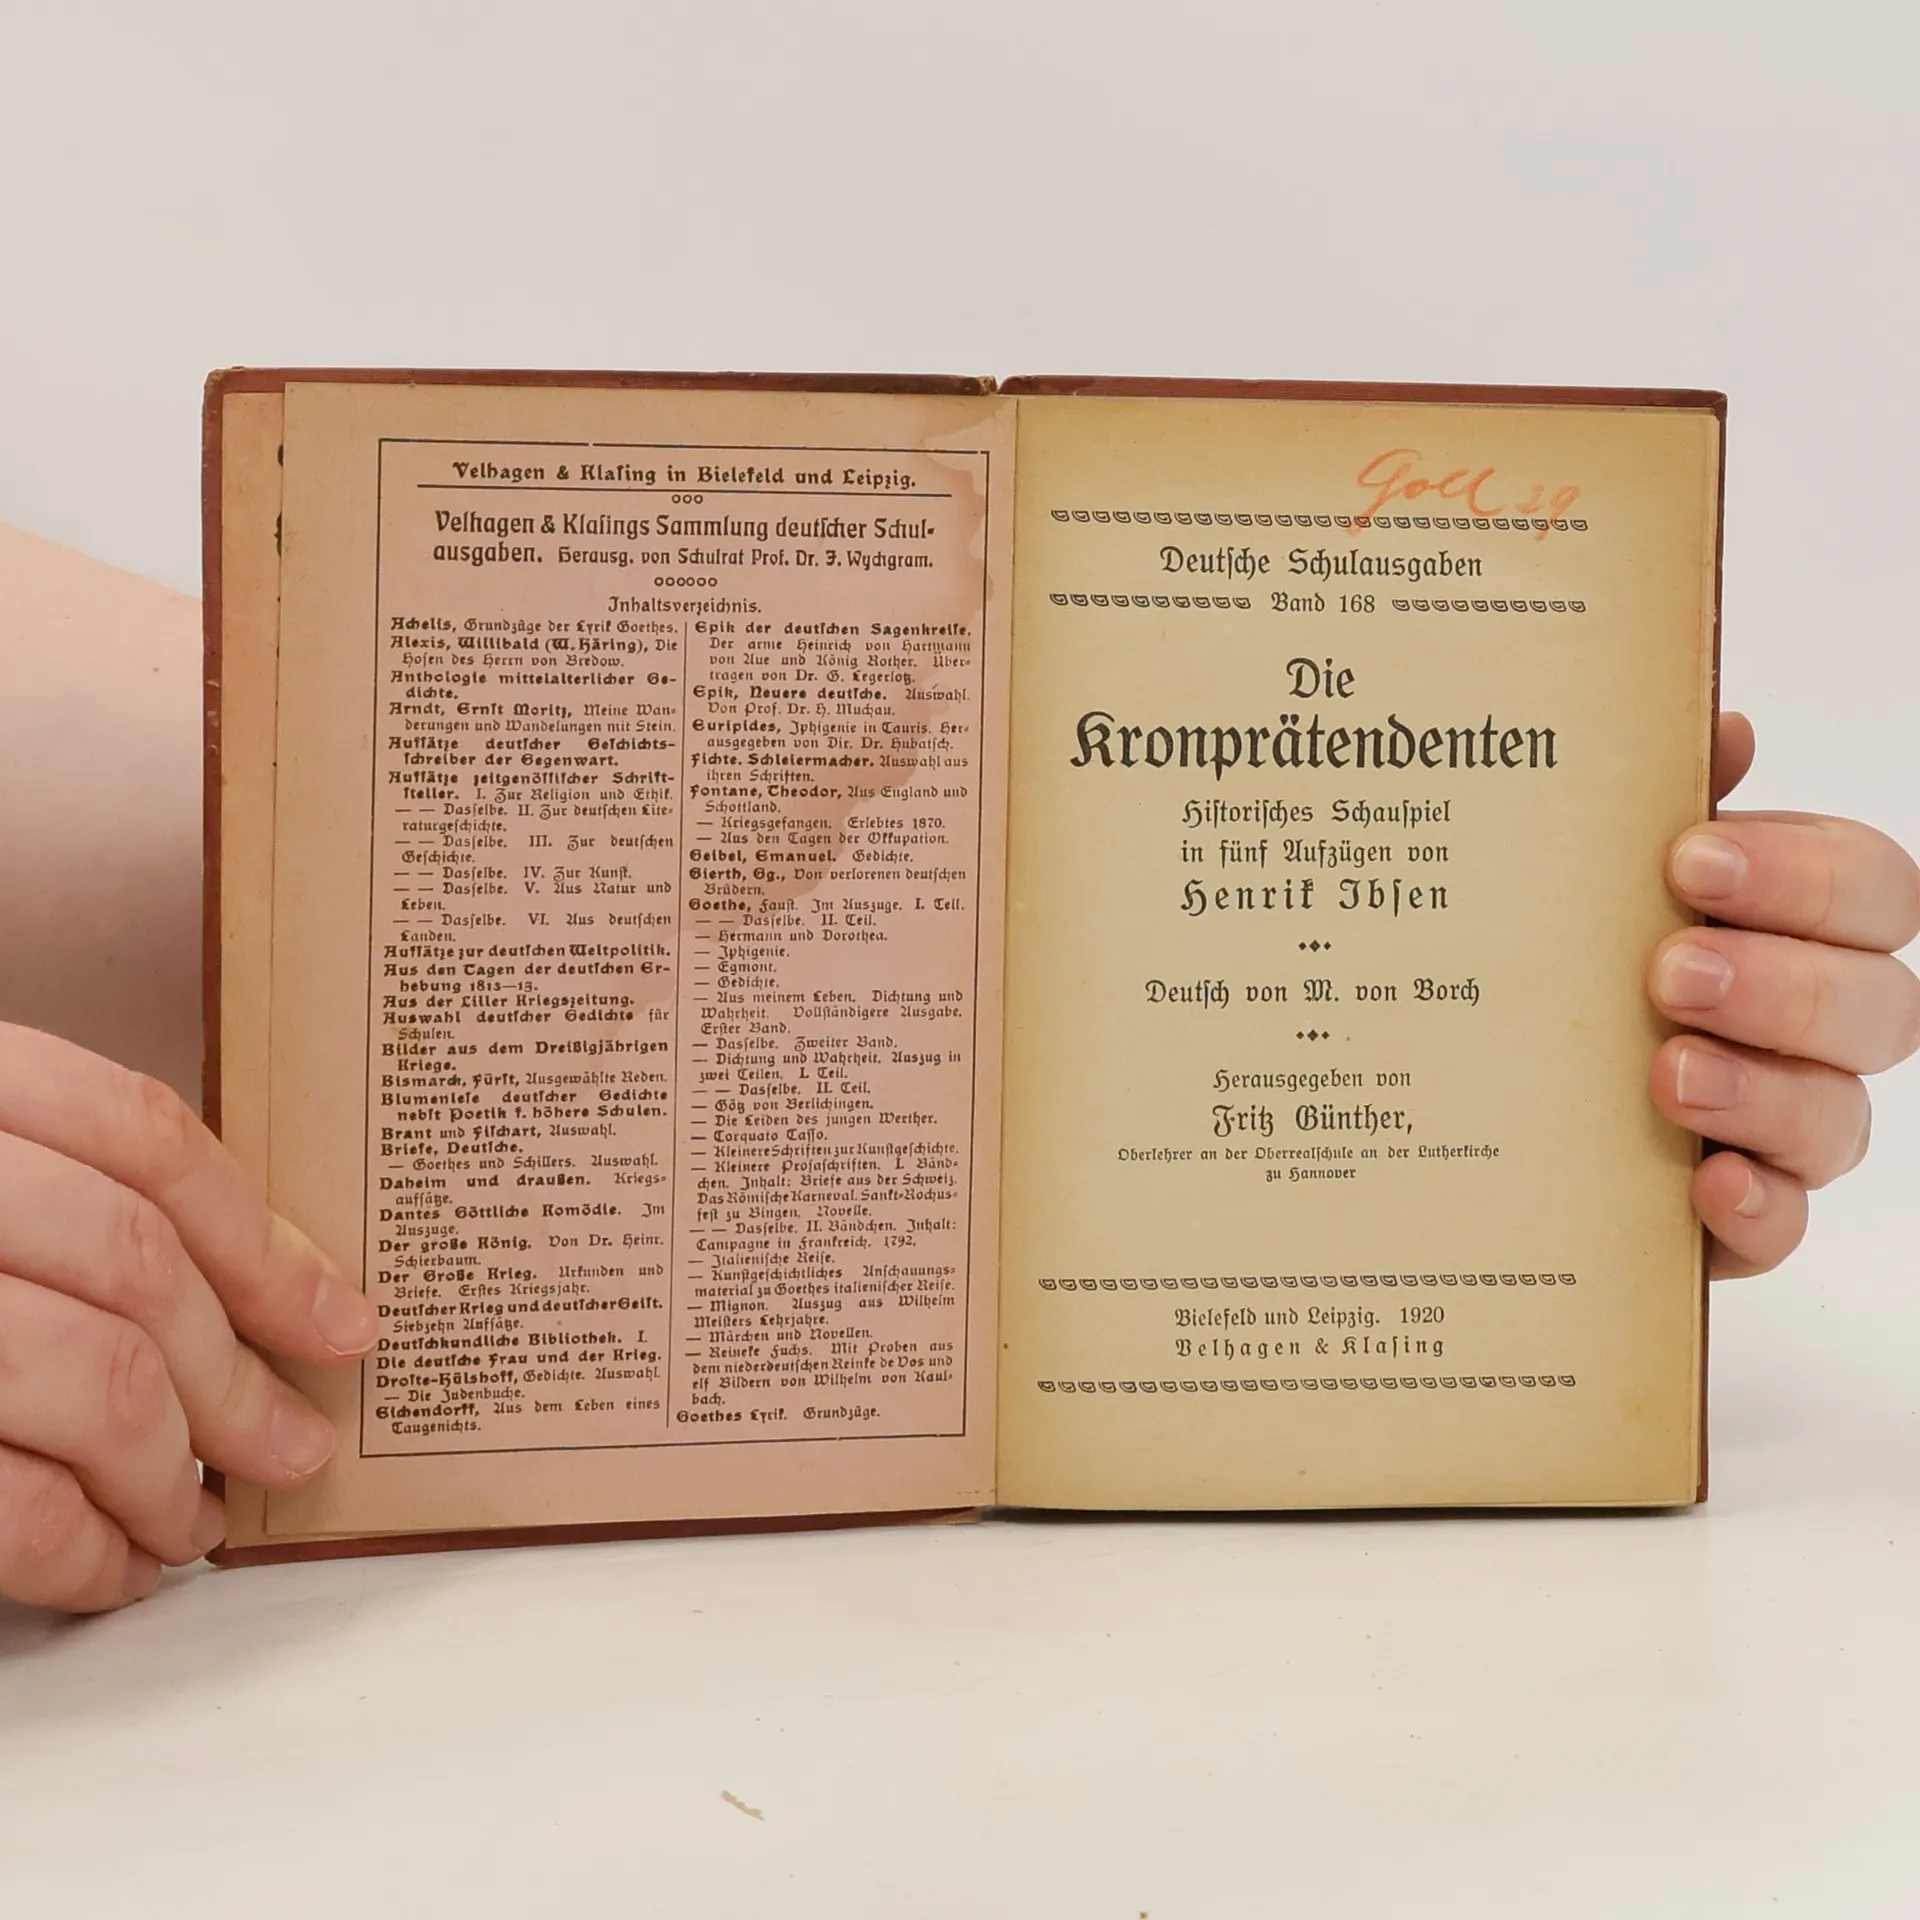 Velhagen & Klaſing in Bielefeld und Leipzig.
Velhagen & Klaſings Sammlung deutſcher Schul-
ausgaben. Herausg. von Schulrat Prof. Dr. J. Wychgram.
Inhaltsverzeichnis.
Achelis, Grundzüge der Lyrik Goethes.
Alexis, Willibald (W. Häring), Die
Hoſen des Herrn von Bredow.
Anthologie mittelalterlicher Ge-
dichte.
Arndt, Ernſt Moritz, Meine Wan-
derungen und Wandelungen mit Stein.
Aufſätze deutſcher Geſchichts-
ſchreiber der Gegenwart.
Aufſätze zeitgenöſſiſcher Schrift-
ſteller. I. Zur Religion und Ethik.
— — Dasſelbe. II. Zur deutſchen Lite-
raturgeſchichte.
— — Dasſelbe. III. Zur deutſchen
Geſchichte.
— — Dasſelbe. IV. Zur Kunſt.
— — Dasſelbe. V. Aus Natur und
Leben.
— — Dasſelbe. VI. Aus deutſchen
Landen.
Aufſätze zur deutſchen Weltpolitik.
Aus den Tagen der deutſchen Er-
hebung 1813—15.
Aus der Liller Kriegszeitung.
Auswahl deutſcher Gedichte für
Schulen.
Bilder aus dem Dreißigjährigen
Kriege.
Bismarck, Fürſt, Ausgewählte Reden.
Blumenleſe deutſcher Gedichte
nebſt Poetik f. höhere Schulen.
Brant und Fiſchart, Auswahl.
Briefe, Deutſche.
— Goethes und Schillers. Auswahl.
Daheim und draußen. Kriegs-
aufſätze.
Dantes Göttliche Komödie. Im
Auszuge.
Der große König. Von Dr. Heinr.
Schierbaum.
Der Große Krieg. Urkunden und
Briefe. Erſtes Kriegsjahr.
Deutſcher Krieg und deutſcher Geiſt.
Siebzehn Aufſätze.
Deutſchkundliche Bibliothek. I.
Die deutſche Frau und der Krieg.
Droſte-Hülshoff, Gedichte. Auswahl.
— Die Judenbuche.
Eichendorff, Aus dem Leben eines
Taugenichts.
Epik der deutſchen Sagenkreiſe.
Der arme Heinrich von Hartmann
von Aue und König Rother. Über-
tragen von Dr. G. Legerlotz.
Epik, Neuere deutſche. Auswahl.
Von Prof. Dr. H. Muchau.
Euripides, Iphigenie in Tauris. Her-
ausgegeben von Dir. Dr. Hubatſch.
Fichte. Schleiermacher. Auswahl aus
ihren Schriften.
Fontane, Theodor, Aus England und
Schottland.
— Kriegsgefangen. Erlebtes 1870.
— Aus den Tagen der Okkupation.
Geibel, Emanuel. Gedichte.
Gierth, Gg., Von verlorenen deutſchen
Brüdern.
Goethe, Fauſt. Im Auszuge. I. Teil.
— — Dasſelbe. II. Teil.
— Hermann und Dorothea.
— Iphigenie.
— Egmont.
— Gedichte.
— Aus meinem Leben. Dichtung und
Wahrheit. Vollſtändigere Ausgabe.
Erſter Band.
— Dasſelbe. Zweiter Band.
— Dichtung und Wahrheit. Auszug in
zwei Teilen. I. Teil.
— — Dasſelbe. II. Teil.
— Götz von Berlichingen.
— Die Leiden des jungen Werther.
— Torquato Taſſo.
— Kleinere Schriften zur Kunſtgeſchichte.
— Kleinere Proſaſchriften. I. Bänd-
chen. Inhalt: Briefe aus der Schweiz.
Das Römiſche Karneval. Sankt-Rochus-
feſt zu Bingen. Novelle.
— — Dasſelbe. II. Bändchen. Inhalt:
Campagne in Frankreich. 1792.
— Italieniſche Reiſe.
— Kunſtgeſchichtliches Anſchauungs-
material zu Goethes italieniſcher Reiſe.
— Mignon. Auszug aus Wilhelm
Meiſters Lehrjahre.
— Märchen und Novellen.
— Reineke Fuchs. Mit Proben aus
dem niederdeutſchen Reinke de Vos und
elf Bildern von Wilhelm von Kaul-
bach.
Goethes Lyrik. Grundzüge.
Goll 29
Deutſche Schulausgaben
Band 168
Die
Kronprätendenten
Hiſtoriſches Schauſpiel
in fünf Aufzügen von
Henrik Ibſen
Deutſch von M. von Borch
Herausgegeben von
Fritz Günther,
Oberlehrer an der Oberrealſchule an der Lutherkirche
zu Hannover
Bielefeld und Leipzig. 1920
Velhagen & Klaſing